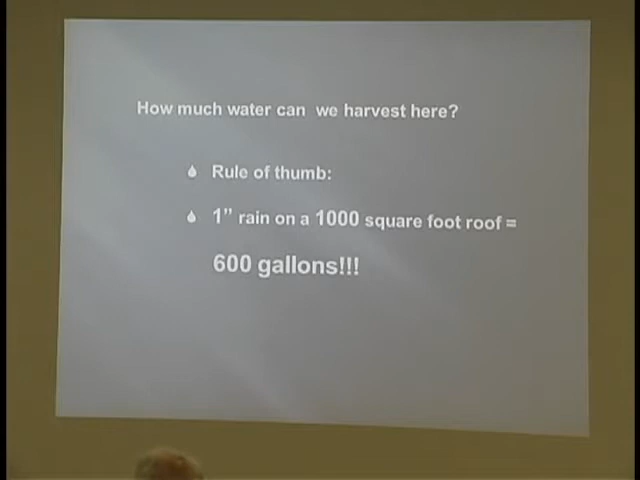 How much water can we harvest here?
Rule of thumb:
1” rain on a 1000 square foot roof =
600 gallons!!!